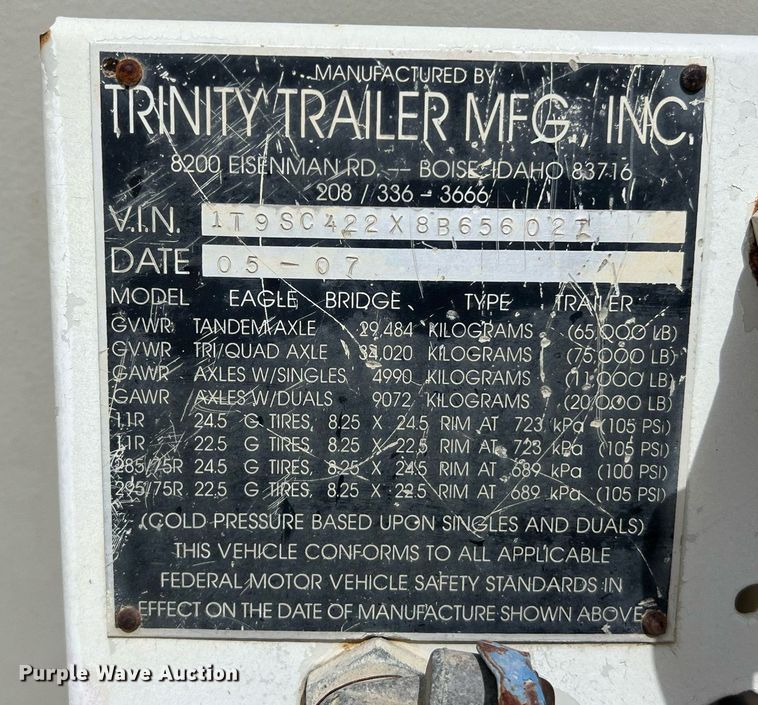 MANUFACTURED BY
TRINITY TRAILER MFG., INC.
8200 EISENMAN RD. — BOISE, IDAHO 83716
208 / 336 - 3666
V.I.N. 1T9SC422X8B656021
DATE 05-07
MODEL EAGLE BRIDGE TYPE TRAILER
GVWR TANDEM AXLE 29,484 KILOGRAMS (65,000 LB)
GVWR TRI/QUAD AXLE 34,020 KILOGRAMS (75,000 LB)
GAWR AXLES W/SINGLES 4990 KILOGRAMS (11,000 LB)
GAWR AXLES W/DUALS 9072 KILOGRAMS (20,000 LB)
11R 24.5 G TIRES, 8.25 X 24.5 RIM AT 723 kPa (105 PSI)
11R 22.5 G TIRES, 8.25 X 22.5 RIM AT 723 kPa (105 PSI)
285/75R 24.5 G TIRES, 8.25 X 24.5 RIM AT 689 kPa (100 PSI)
295/75R 22.5 G TIRES, 8.25 X 22.5 RIM AT 689 kPa (105 PSI)
(COLD PRESSURE BASED UPON SINGLES AND DUALS)
THIS VEHICLE CONFORMS TO ALL APPLICABLE
FEDERAL MOTOR VEHICLE SAFETY STANDARDS IN
EFFECT ON THE DATE OF MANUFACTURE SHOWN ABOVE
Purple Wave Auction